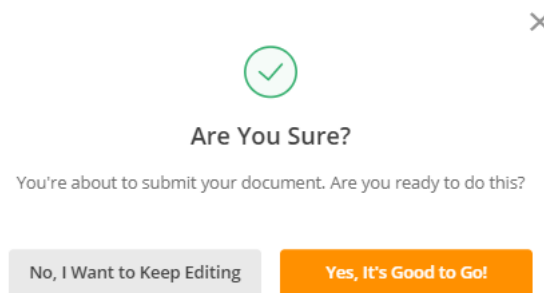 Are You Sure?
You're about to submit your document. Are you ready to do this?
No, I Want to Keep Editing
Yes, It's Good to Go!